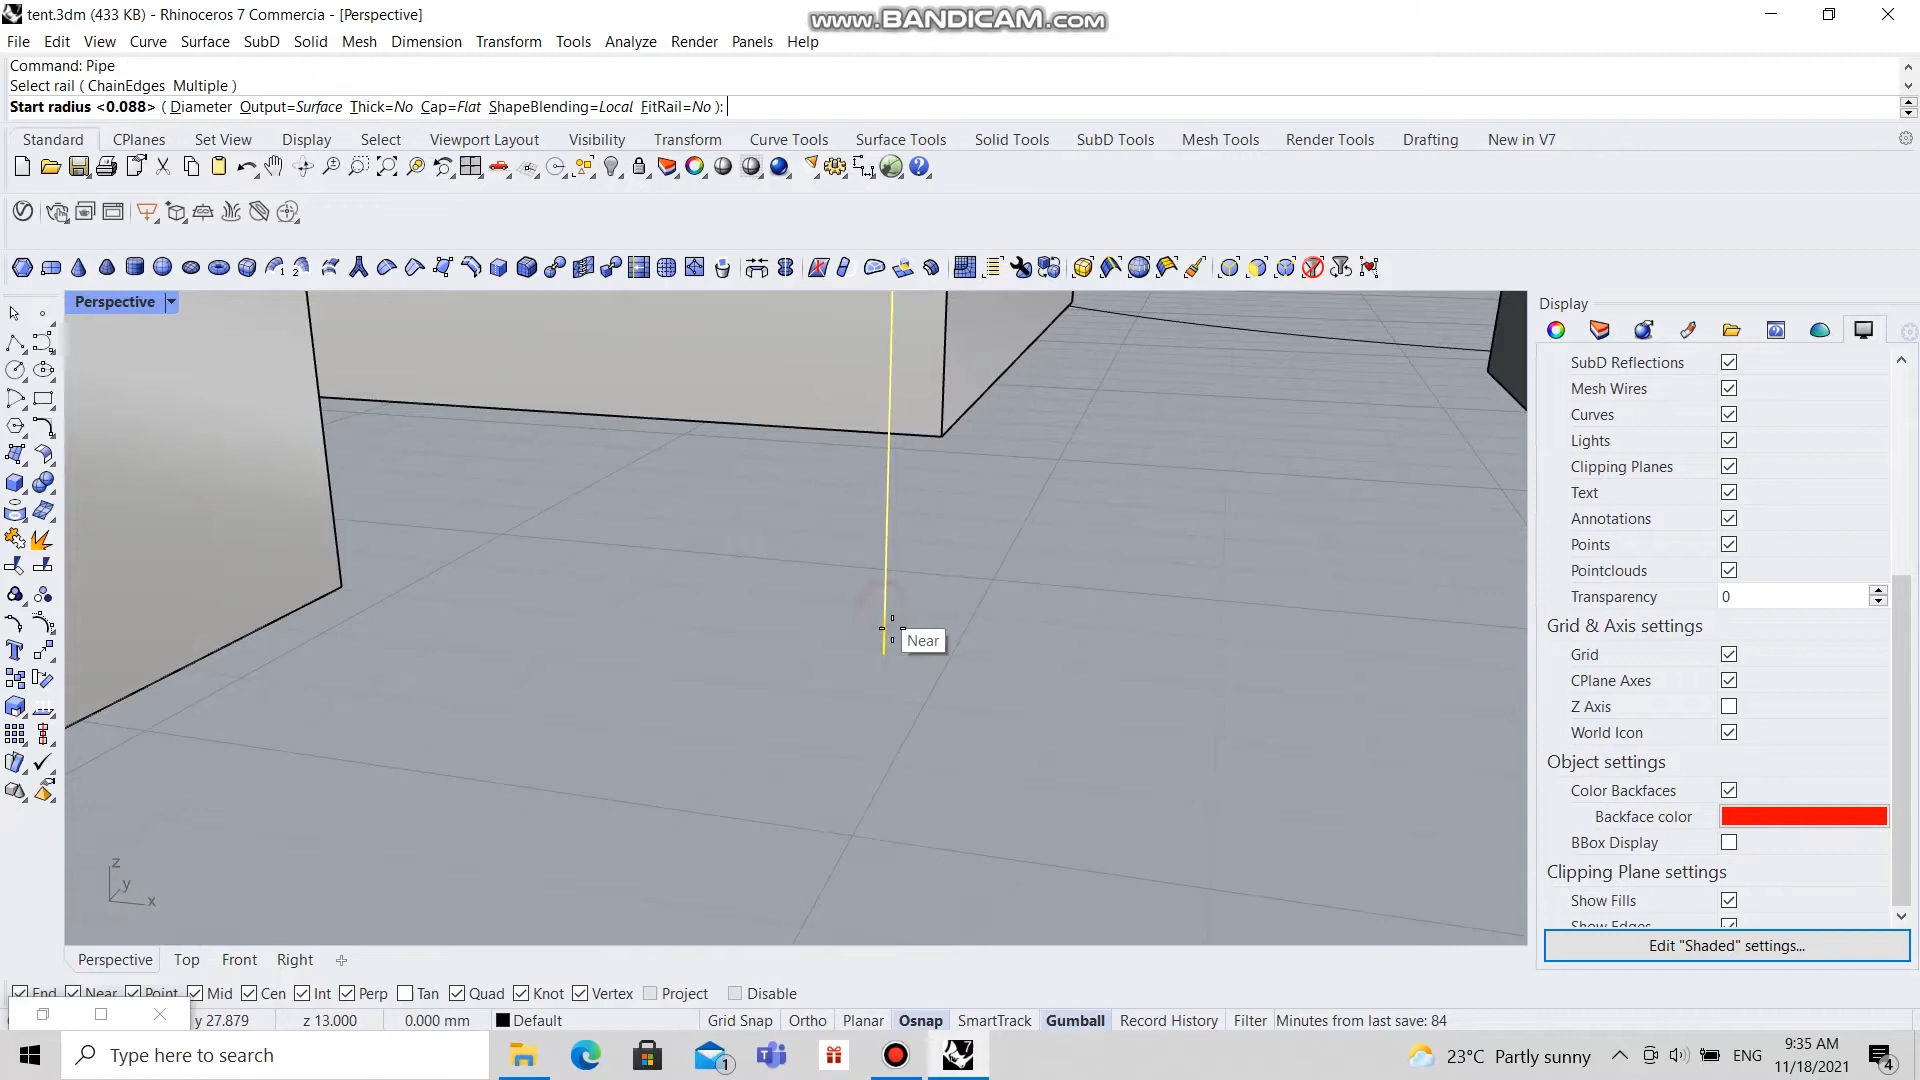 tent.3dm (433 KB) - Rhinoceros 7 Commercia - [Perspective]
www.BANDICAM.com
File Edit View Curve Surface SubD Solid Mesh Dimension Transform Tools Analyze Render Panels Help
Command: Pipe
Select rail ( ChainEdges Multiple )
Start radius <0.088> ( Diameter Output=Surface Thick=No Cap=Flat ShapeBlending=Local FitRail=No ):
Standard CPlanes Set View Display Select Viewport Layout Visibility Transform Curve Tools Surface Tools Solid Tools SubD Tools Mesh Tools Render Tools Drafting New in V7
Perspective
Display
SubD Reflections
Mesh Wires
Curves
Lights
Clipping Planes
Text
Annotations
Points
Pointclouds
Transparency 0
Grid & Axis settings
Grid
CPlane Axes
Z Axis
World Icon
Object settings
Color Backfaces
Backface color
BBox Display
Clipping Plane settings
Show Fills
Show Edges
Edit "Shaded" settings...
Near
z
y
x
Perspective Top Front Right
End Near Point Mid Cen Int Perp Tan Quad Knot Vertex Project Disable
y 27.879 z 13.000 0.000 mm Default Grid Snap Ortho Planar Osnap SmartTrack Gumball Record History Filter Minutes from last save: 84
Type here to search
1
7
23°C Partly sunny
ENG
9:35 AM
11/18/2021
4